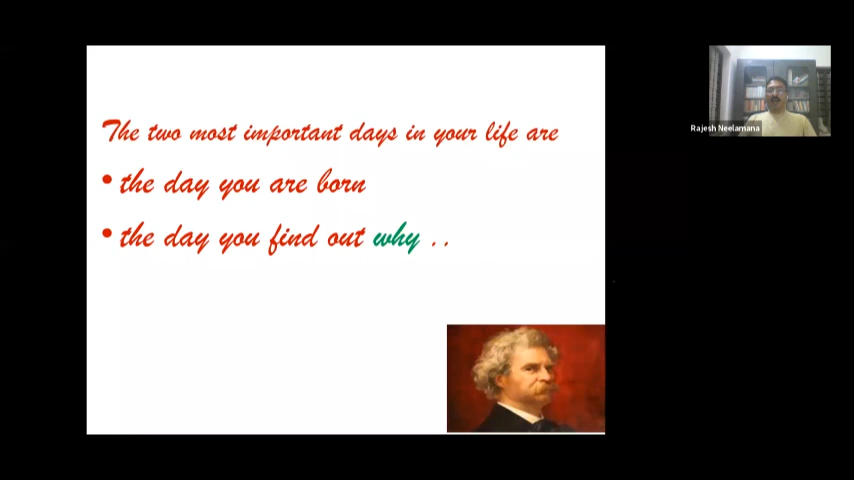 The two most important days in your life are
• the day you are born
• the day you find out why ..
Rajesh Neelamana